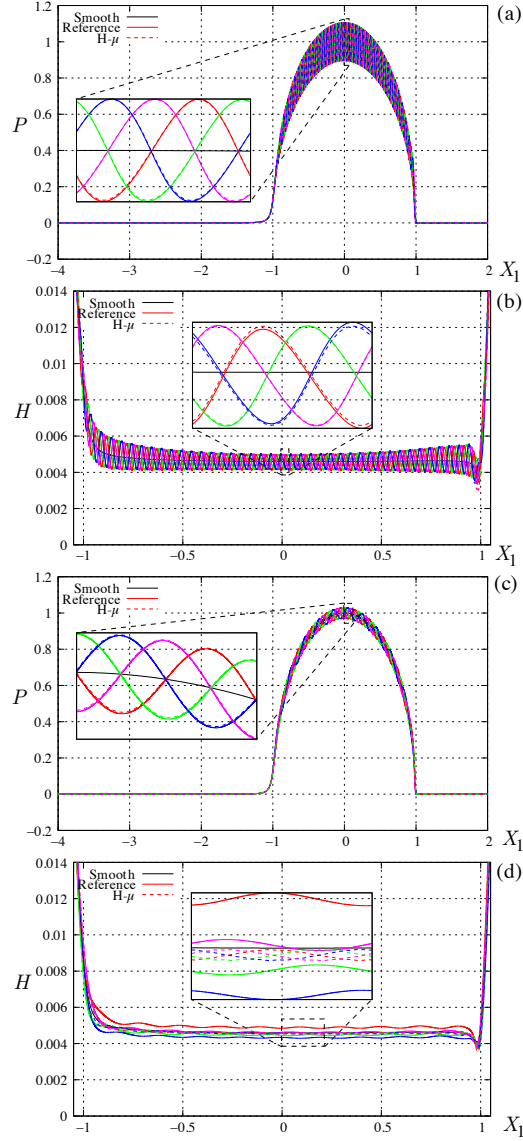 (a)
Smooth
Reference
H-μ
P
1.2
1
0.8
0.6
0.4
0.2
0
−0.2
−4 −3 −2 −1 0 1 2
X1
(b)
Smooth
Reference
H-μ
H
0.014
0.012
0.01
0.008
0.006
0.004
0.002
0
−1 −0.5 0 0.5 1
X1
(c)
Smooth
Reference
H-μ
P
1.2
1
0.8
0.6
0.4
0.2
0
−0.2
−4 −3 −2 −1 0 1 2
X1
(d)
Smooth
Reference
H-μ
H
0.014
0.012
0.01
0.008
0.006
0.004
0.002
0
−1 −0.5 0 0.5 1
X1